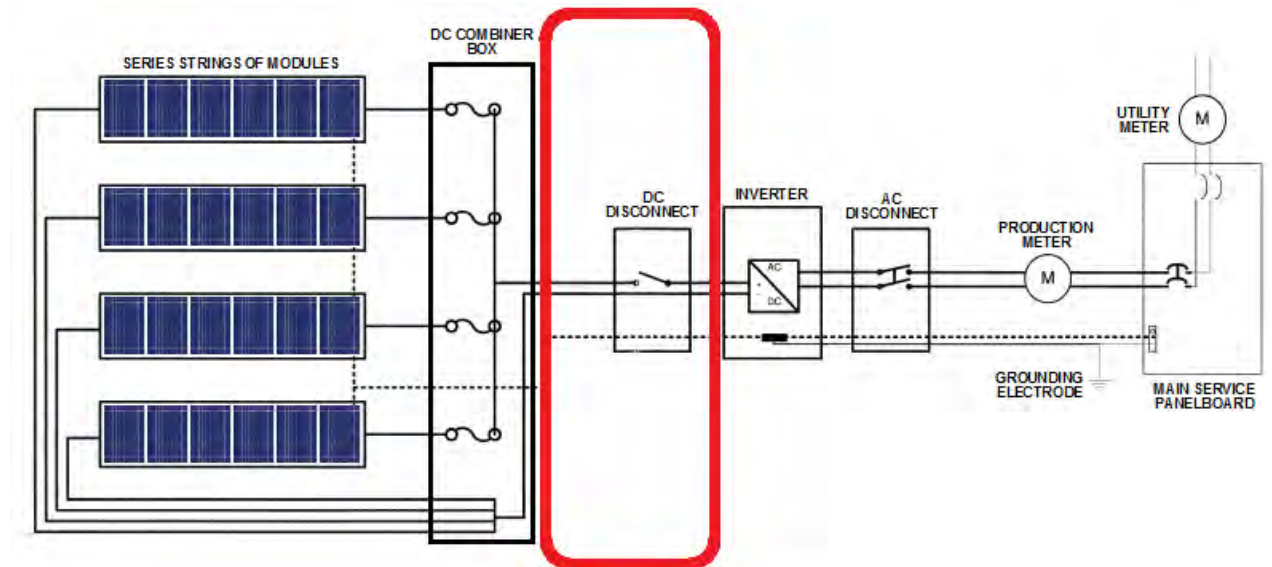 DC COMBINER
BOX
SERIES STRINGS OF MODULES
UTILITY
METER
M
DC
DISCONNECT
INVERTER
AC
DISCONNECT
PRODUCTION
METER
AC
+
-
DC
M
GROUNDING
ELECTRODE
MAIN SERVICE
PANELBOARD